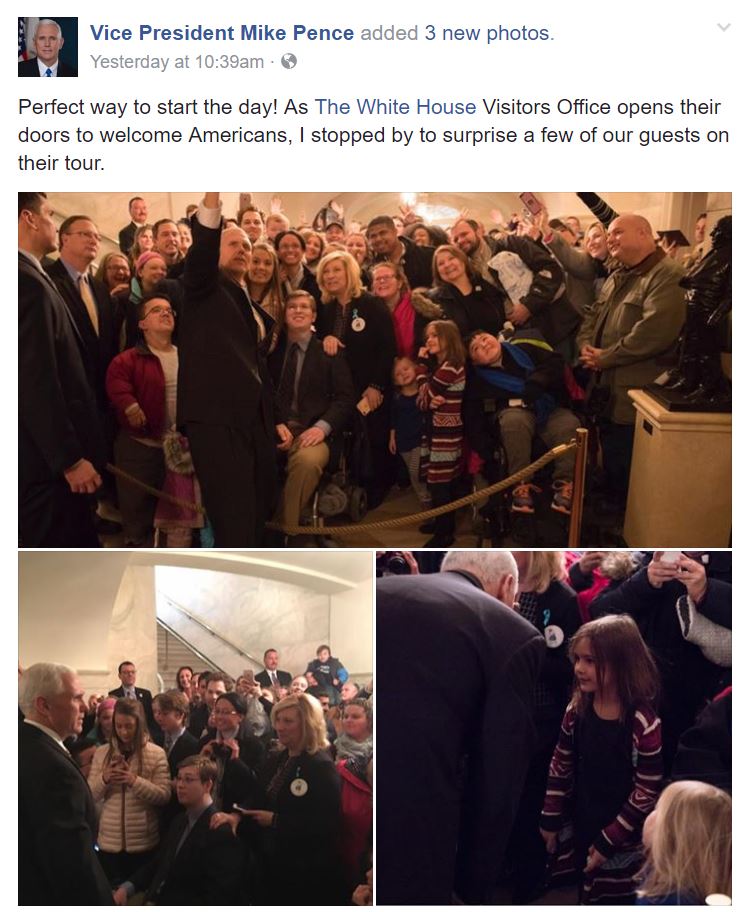 Vice President Mike Pence added 3 new photos.
Yesterday at 10:39am ·
Perfect way to start the day! As The White House Visitors Office opens their
doors to welcome Americans, I stopped by to surprise a few of our guests on
their tour.